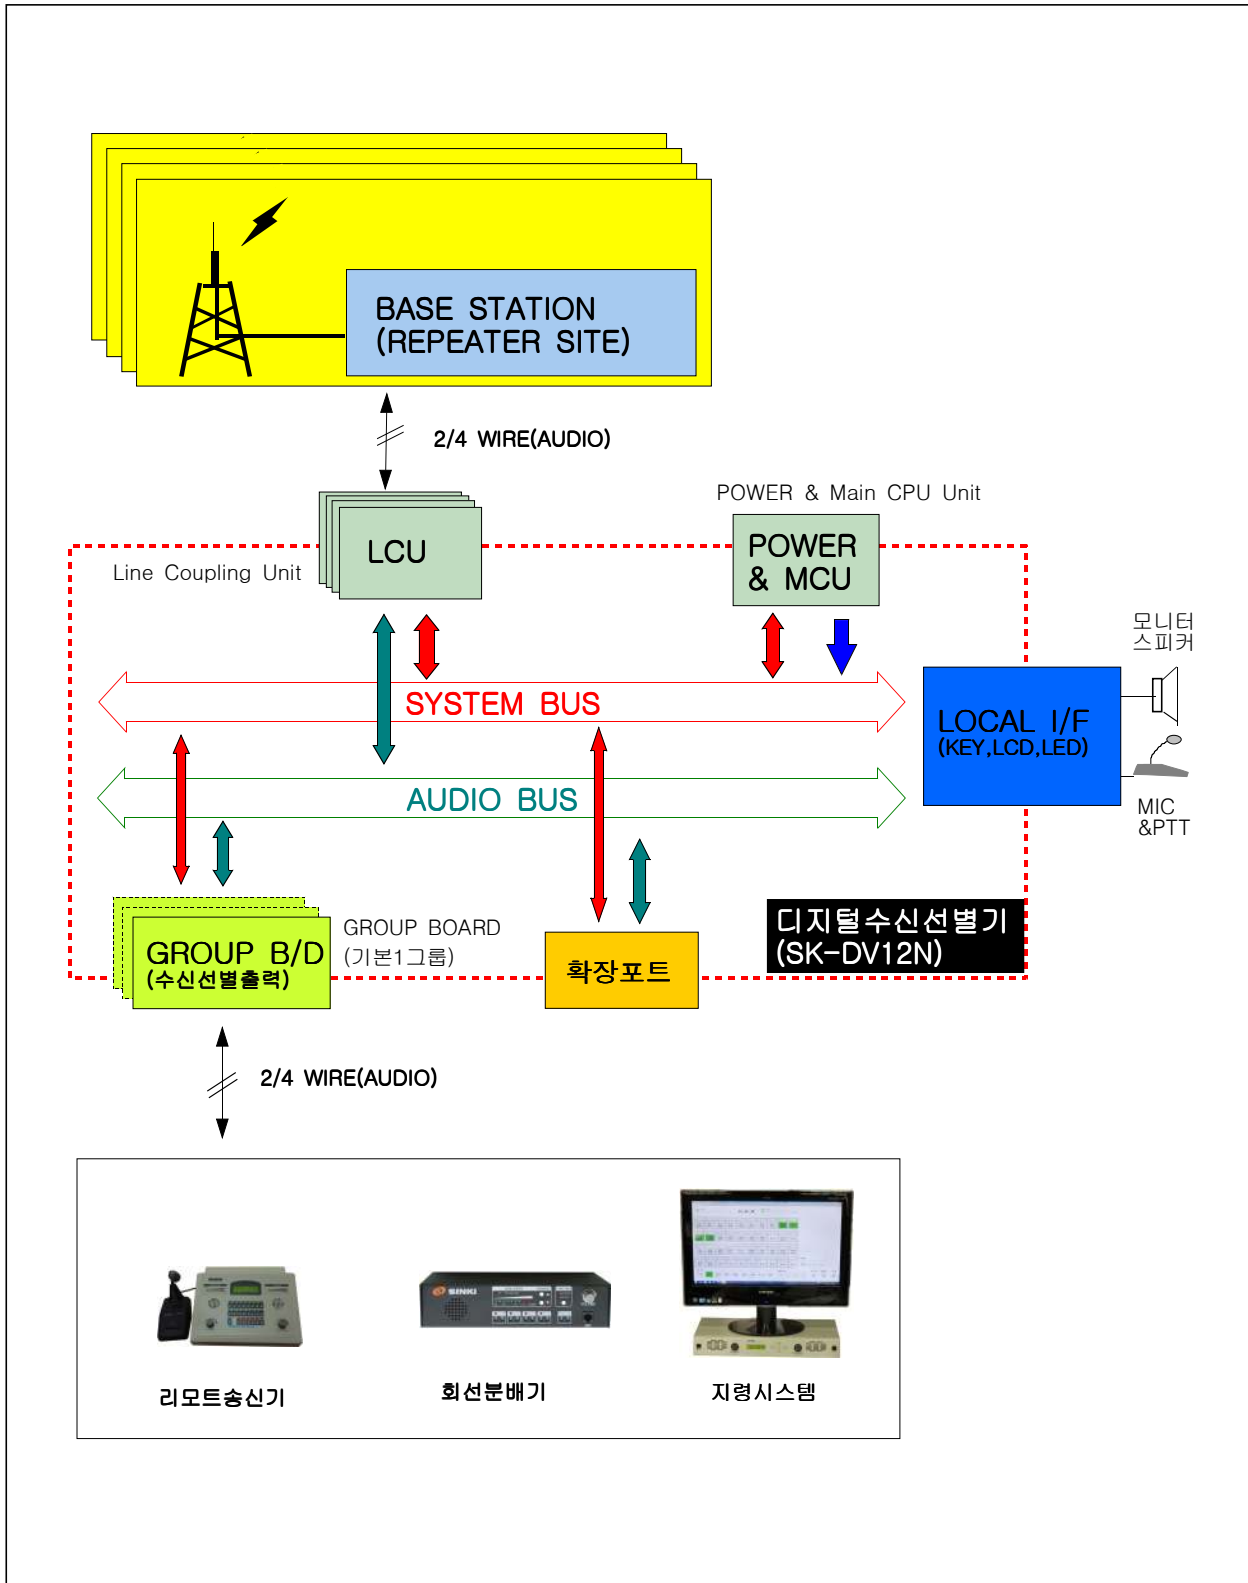 BASE STATION
(REPEATER SITE)
2/4 WIRE(AUDIO)
POWER & Main CPU Unit
LCU
POWER
& MCU
Line Coupling Unit
모니터
스피커
SYSTEM BUS
LOCAL I/F
(KEY,LCD,LED)
AUDIO BUS
MIC
&PTT
GROUP B/D
(수신선별출력)
GROUP BOARD
(기본1그룹)
확장포트
디지털수신선별기
(SK-DV12N)
2/4 WIRE(AUDIO)
SINKI
리모트송신기
회선분배기
지령시스템